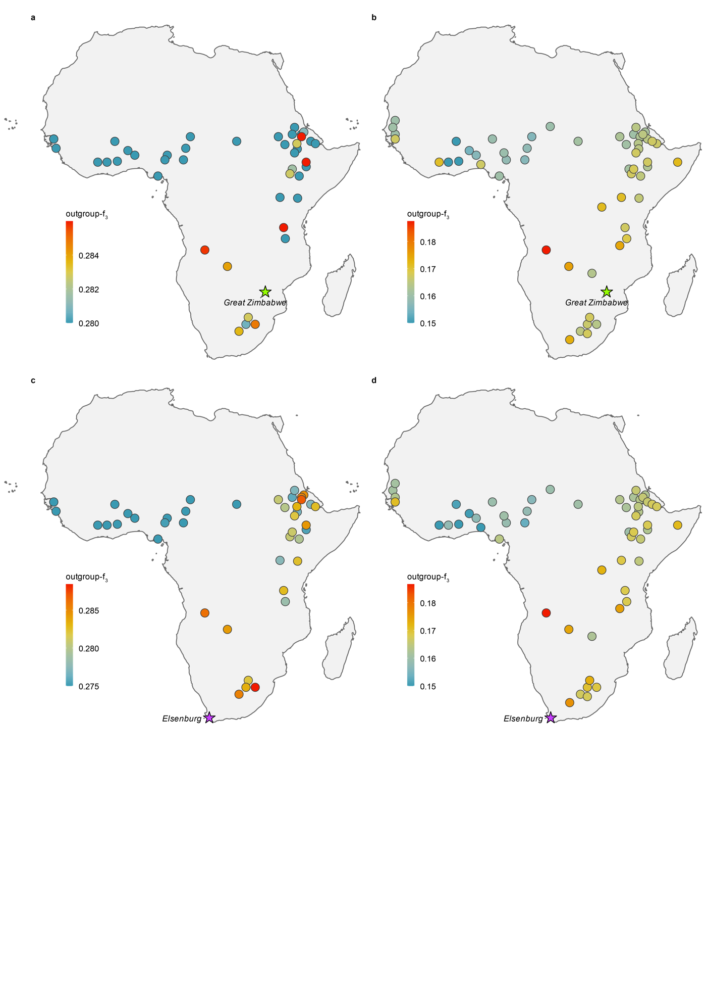 a
outgroup-f3
0.284
0.282
0.280
Great Zimbabwe
b
outgroup-f3
0.18
0.17
0.16
0.15
Great Zimbabwe
c
outgroup-f3
0.285
0.280
0.275
Elsenburg
d
outgroup-f3
0.18
0.17
0.16
0.15
Elsenburg